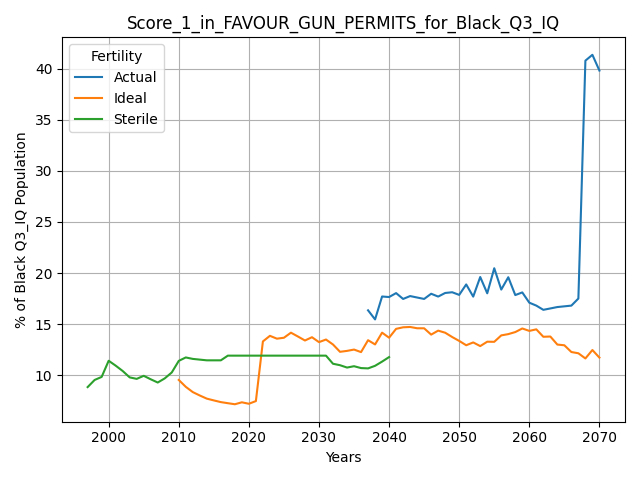 Score_1_in_FAVOUR_GUN_PERMITS_for_Black_Q3_IQ
Fertility
Actual
Ideal
Sterile
% of Black Q3_IQ Population
40
35
30
25
20
15
10
2000 2010 2020 2030 2040 2050 2060 2070
Years